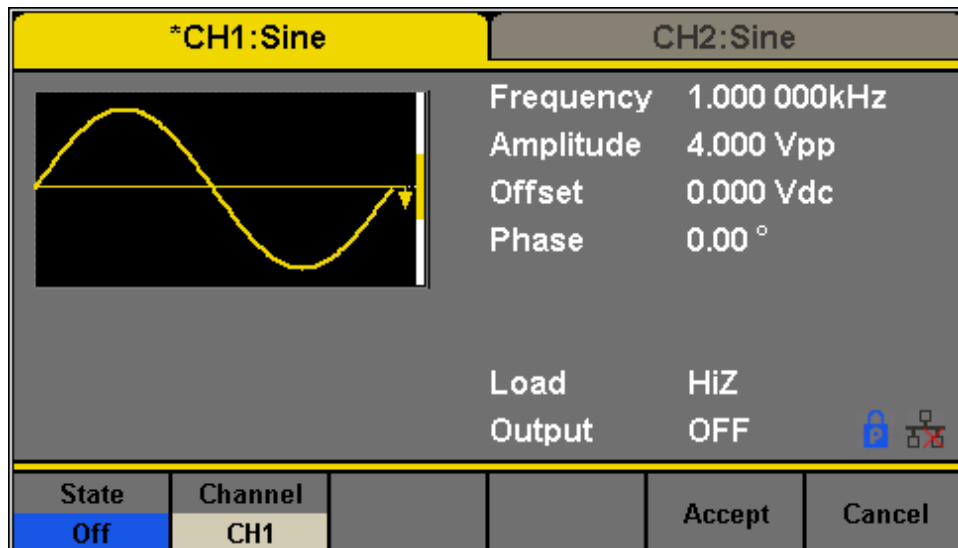 *CH1:Sine CH2:Sine
Frequency 1.000 000kHz
Amplitude 4.000 Vpp
Offset 0.000 Vdc
Phase 0.00 °
Load HiZ
Output OFF P
State Channel Accept Cancel
Off CH1